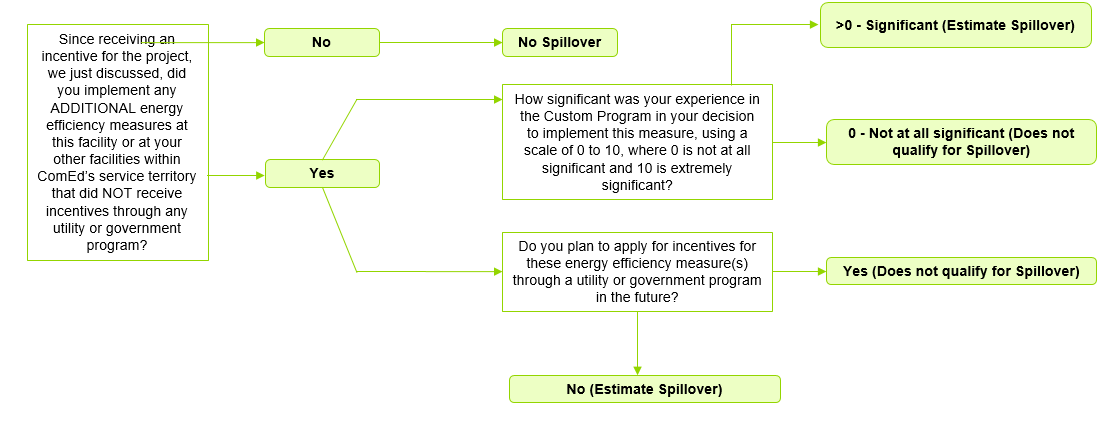 Since receiving an
incentive for the project,
we just discussed, did
you implement any
ADDITIONAL energy
efficiency measures at
this facility or at your
other facilities within
ComEd's service territory
that did NOT receive
incentives through any
utility or government
program?
No
No Spillover
Yes
How significant was your experience in
the Custom Program in your decision
to implement this measure, using a
scale of 0 to 10, where 0 is not at all
significant and 10 is extremely
significant?
>0 - Significant (Estimate Spillover)
0 - Not at all significant (Does not
qualify for Spillover)
Do you plan to apply for incentives for
these energy efficiency measure(s)
through a utility or government program
in the future?
Yes (Does not qualify for Spillover)
No (Estimate Spillover)